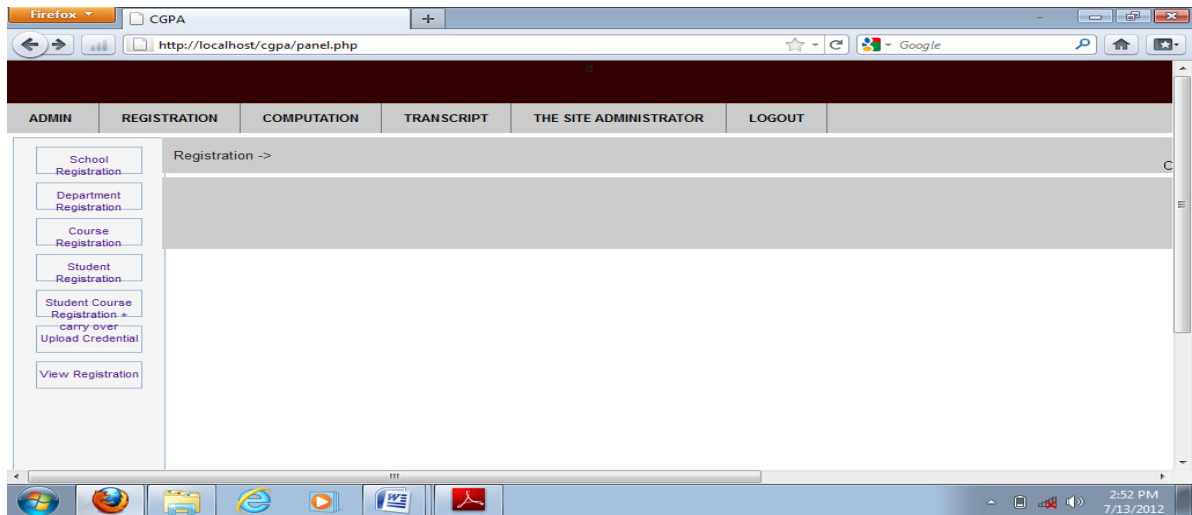 Firefox
CGPA
http://localhost/cgpa/panel.php
Google
d
ADMIN REGISTRATION COMPUTATION TRANSCRIPT THE SITE ADMINISTRATOR LOGOUT
Registration ->
C
School
Registration
Department
Registration
Course
Registration
Student
Registration
Student Course
Registration +
carry over
Upload Credential
View Registration
2:52 PM
7/13/2012